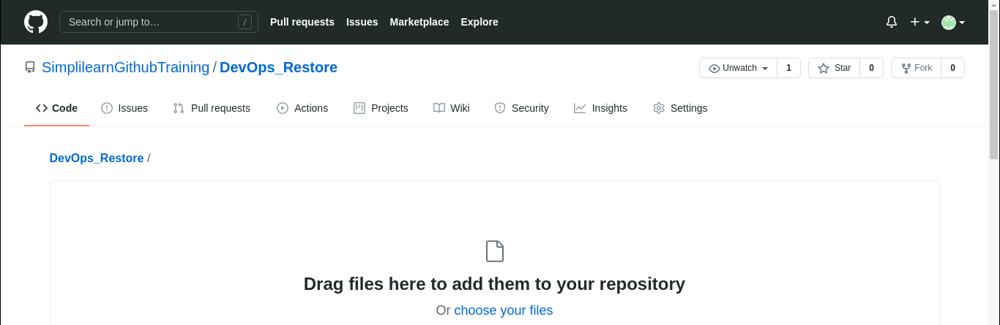 Search or jump to… / Pull requests Issues Marketplace Explore
SimplilearnGithubTraining / DevOps_Restore Unwatch 1 Star 0 Fork 0
Code Issues Pull requests Actions Projects Wiki Security Insights Settings
DevOps_Restore /
Drag files here to add them to your repository
Or choose your files